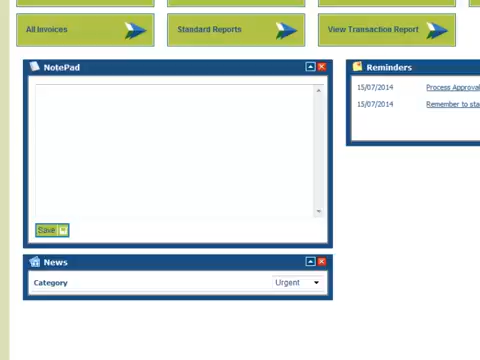 All Invoices
Standard Reports
View Transaction Report
NotePad
Reminders
15/07/2014 Process Approval
15/07/2014 Remember to sta
Save
News
Category Urgent